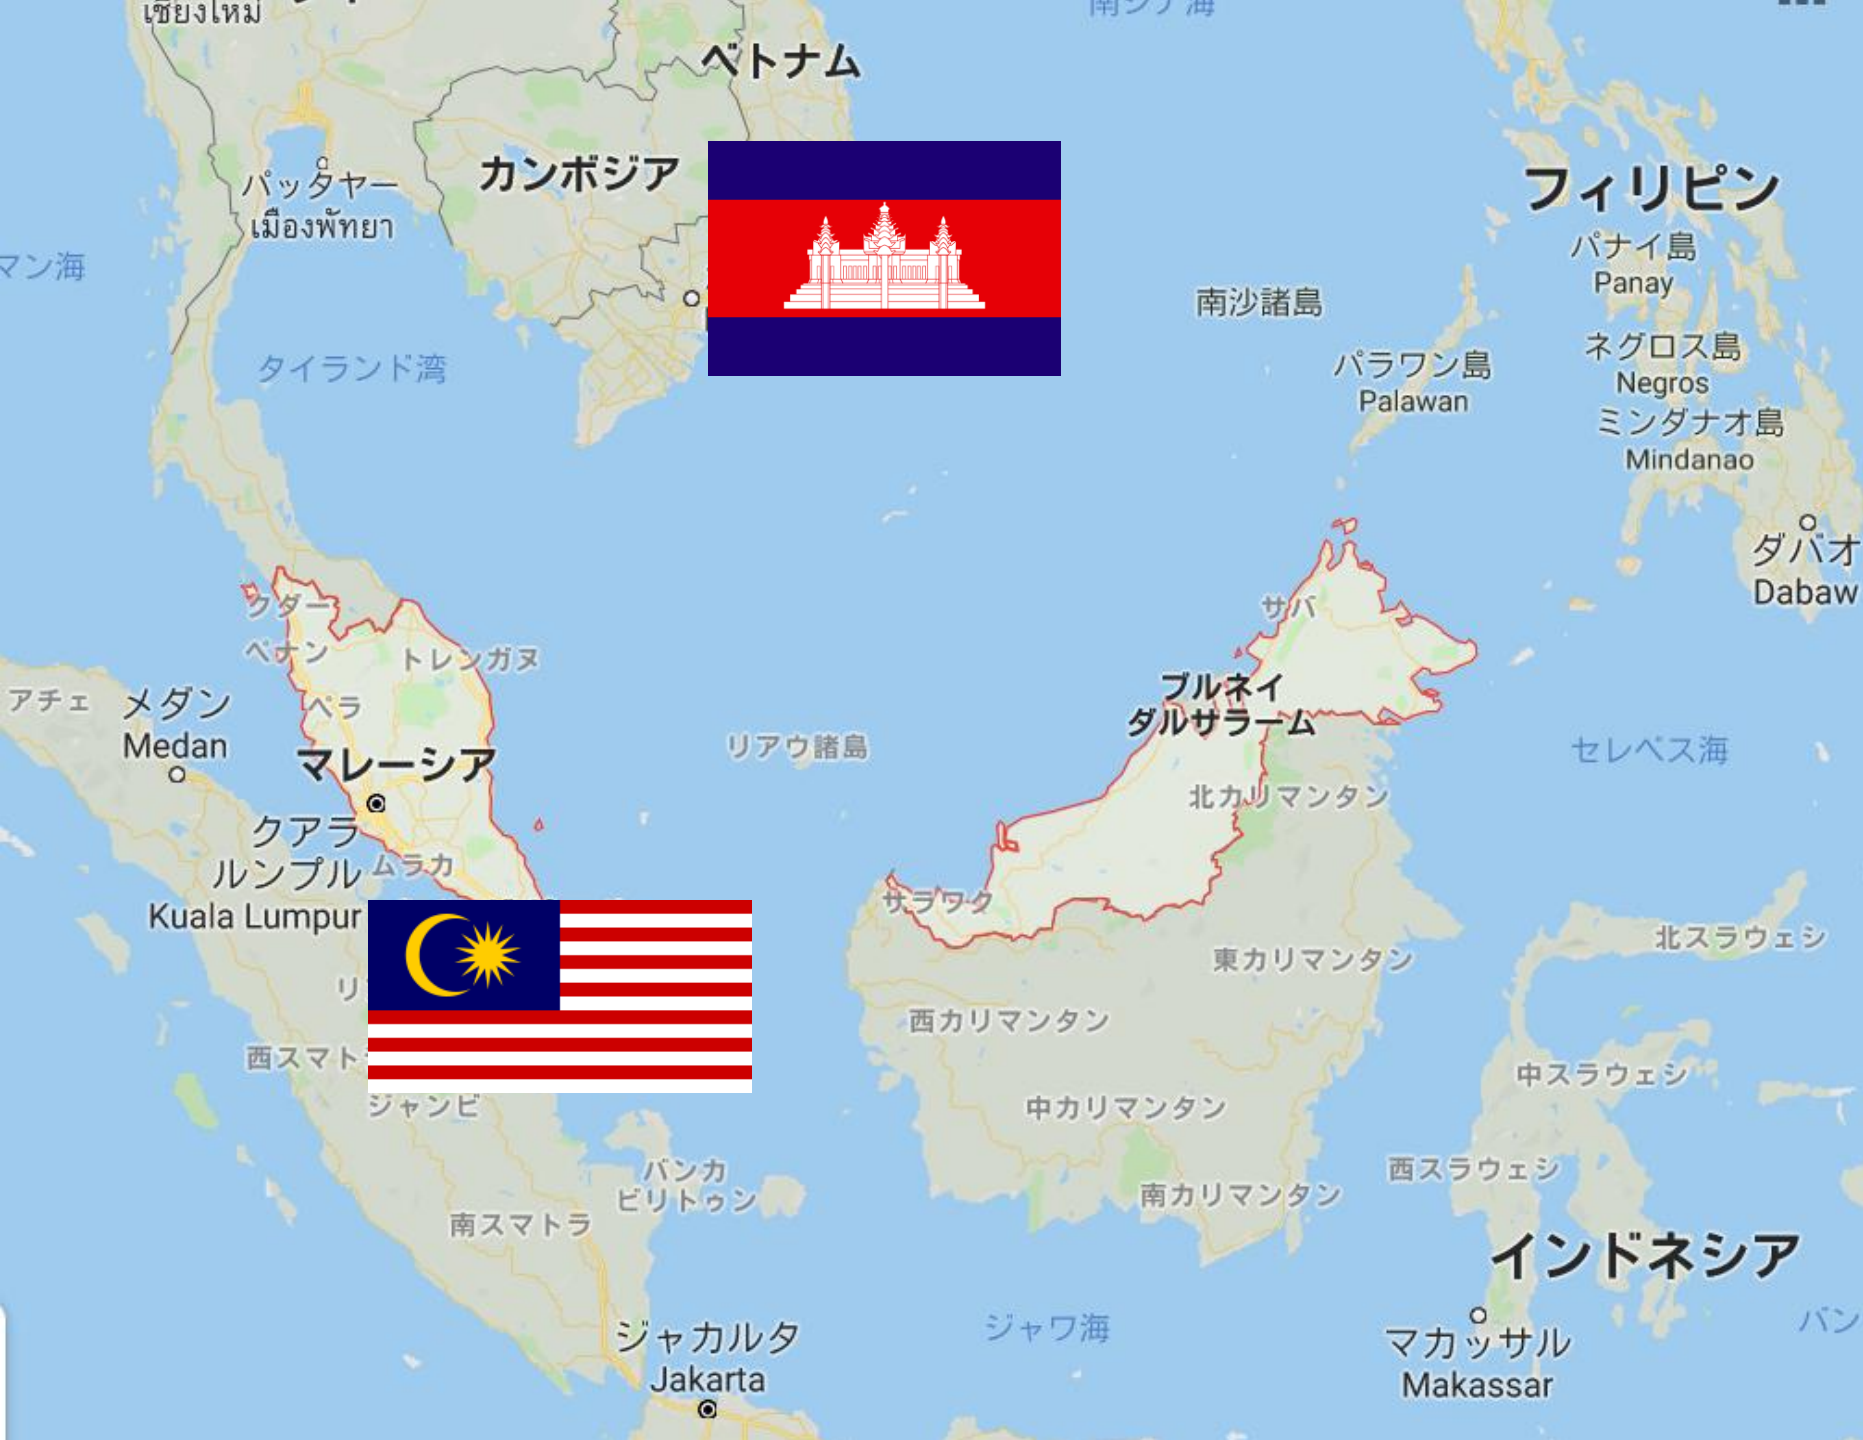 เชียงใหม่
南シナ海
ベトナム
カンボジア
パッタヤー
เมืองพัทยา
フィリピン
パナイ島
Panay
マン海
南沙諸島
タイランド湾
パラワン島
Palawan
ネグロス島
Negros
ミンダナオ島
Mindanao
ダバオ
Dabaw
クダー
ペナン
トレンガヌ
サバ
アチェ
メダン
Medan
ペラ
ブルネイ
ダルサラーム
マレーシア
リアウ諸島
セレベス海
北カリマンタン
クアラ
ルンプル
Kuala Lumpur
ムラカ
サラワク
北スラウェシ
東カリマンタン
リ
西カリマンタン
西スマト
中スラウェシ
ジャンビ
中カリマンタン
バンカ
ビリトゥン
西スラウェシ
南カリマンタン
南スマトラ
インドネシア
ジャカルタ
Jakarta
ジャワ海
マカッサル
Makassar
バン